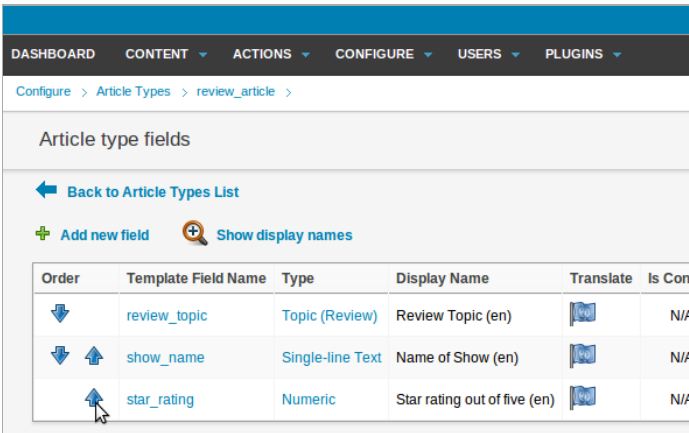 DASHBOARD CONTENT ACTIONS CONFIGURE USERS PLUGINS
Configure > Article Types > review_article >
Article type fields
Back to Article Types List
Add new field Show display names
Order Template Field Name Type Display Name Translate Is Con
review_topic Topic (Review) Review Topic (en) N/A
show_name Single-line Text Name of Show (en) N/A
star_rating Numeric Star rating out of five (en) N/A